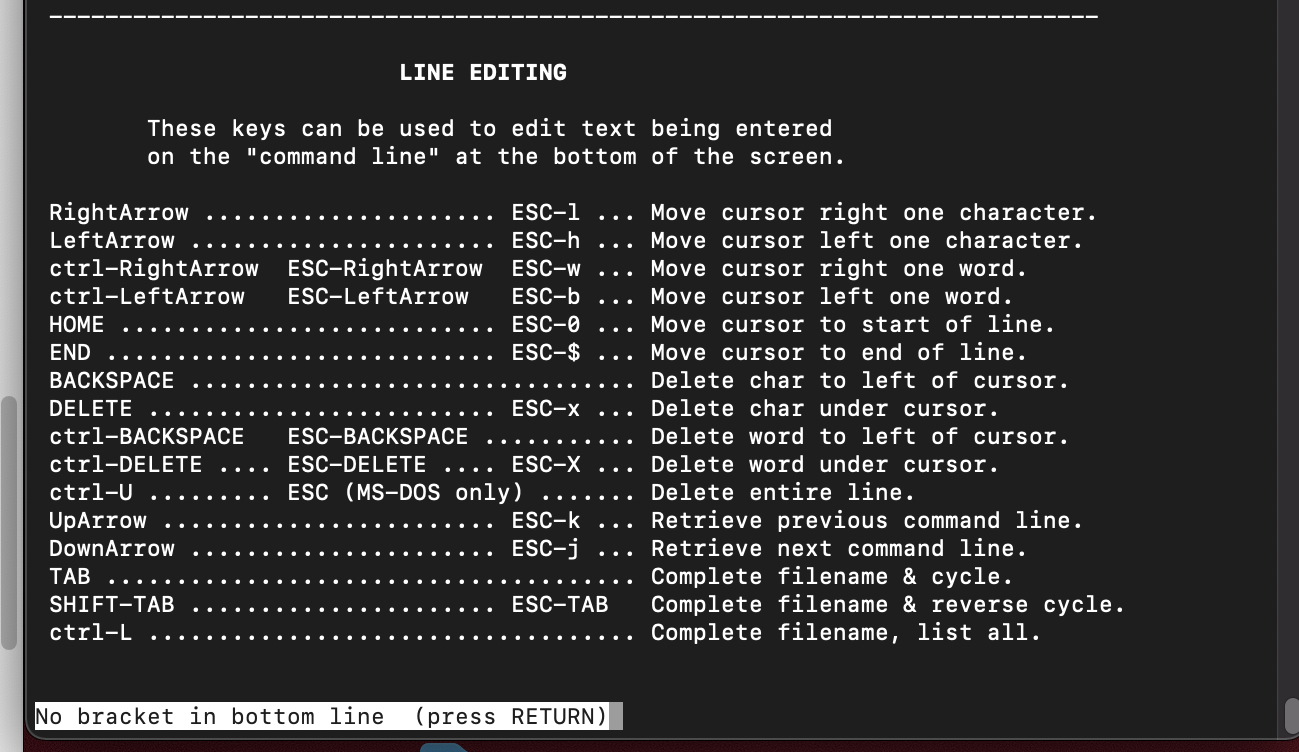 LINE EDITING
These keys can be used to edit text being entered
on the "command line" at the bottom of the screen.
RightArrow ..................... ESC-l ... Move cursor right one character.
LeftArrow ...................... ESC-h ... Move cursor left one character.
ctrl-RightArrow  ESC-RightArrow  ESC-w ... Move cursor right one word.
ctrl-LeftArrow   ESC-LeftArrow   ESC-b ... Move cursor left one word.
HOME ........................... ESC-0 ... Move cursor to start of line.
END ............................ ESC-$ ... Move cursor to end of line.
BACKSPACE ................................ Delete char to left of cursor.
DELETE ......................... ESC-x ... Delete char under cursor.
ctrl-BACKSPACE   ESC-BACKSPACE ........... Delete word to left of cursor.
ctrl-DELETE .... ESC-DELETE .... ESC-X ... Delete word under cursor.
ctrl-U ......... ESC (MS-DOS only) ....... Delete entire line.
UpArrow ........................ ESC-k ... Retrieve previous command line.
DownArrow ...................... ESC-j ... Retrieve next command line.
TAB ...................................... Complete filename & cycle.
SHIFT-TAB ...................... ESC-TAB   Complete filename & reverse cycle.
ctrl-L ................................... Complete filename, list all.
No bracket in bottom line  (press RETURN)